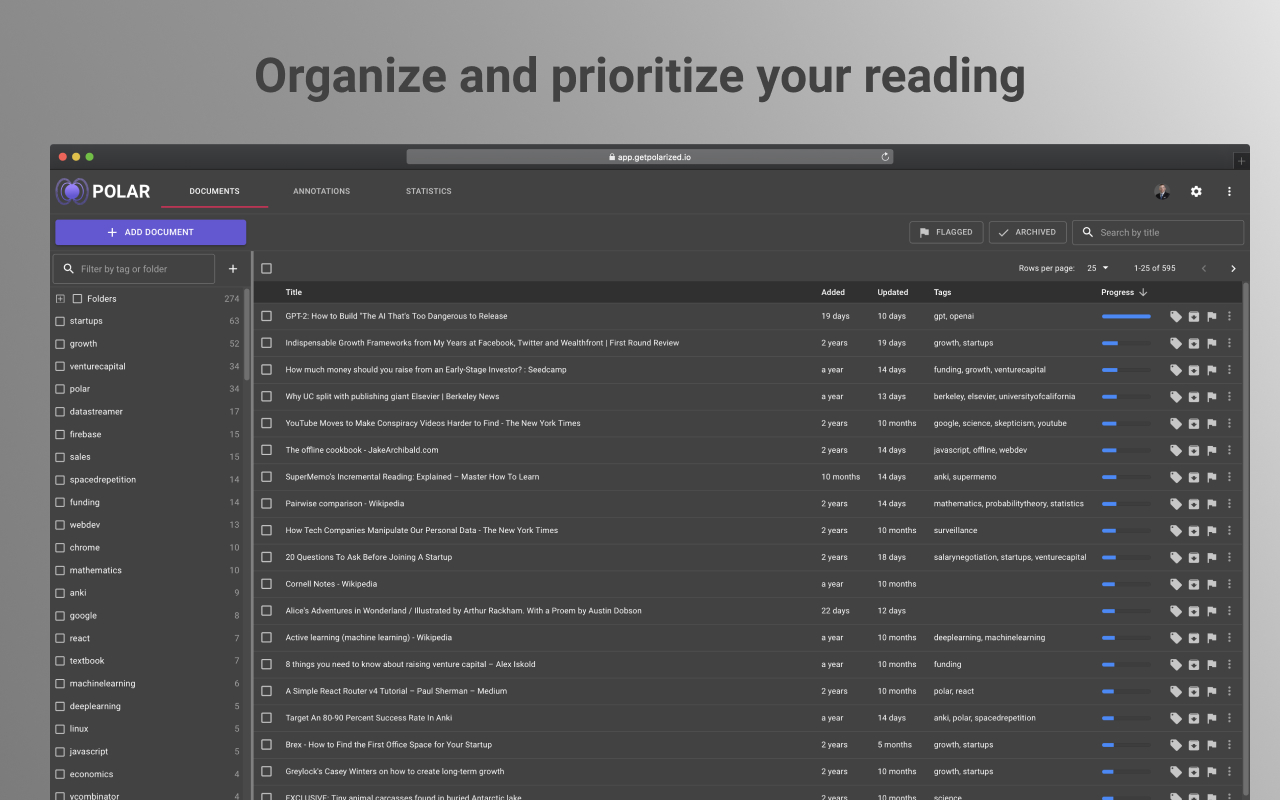 Organize and prioritize your reading
app.getpolarized.io
POLAR DOCUMENTS ANNOTATIONS STATISTICS
ADD DOCUMENT FLAGGED ARCHIVED Search by title
Filter by tag or folder Rows per page: 25 1-25 of 595
Title Added Updated Tags Progress
Folders 274
startups 63
growth 52
venturecapital 34
polar 34
datastreamer 17
firebase 15
sales 15
spacedrepetition 14
funding 14
webdev 13
chrome 10
mathematics 10
anki 9
google 8
react 7
textbook 7
machinelearning 6
deeplearning 5
linux 5
javascript 5
economics 4
ycombinator 4
GPT-2: How to Build "The AI That's Too Dangerous to Release 19 days 10 days gpt, openai
Indispensable Growth Frameworks from My Years at Facebook, Twitter and Wealthfront | First Round Review 2 years 19 days growth, startups
How much money should you raise from an Early-Stage Investor? : Seedcamp a year 14 days funding, growth, venturecapital
Why UC split with publishing giant Elsevier | Berkeley News a year 13 days berkeley, elsevier, universityofcalifornia
YouTube Moves to Make Conspiracy Videos Harder to Find - The New York Times 2 years 10 months google, science, skepticism, youtube
The offline cookbook - JakeArchibald.com 2 years 14 days javascript, offline, webdev
SuperMemo's Incremental Reading: Explained – Master How To Learn 10 months 14 days anki, supermemo
Pairwise comparison - Wikipedia 2 years 14 days mathematics, probabilitytheory, statistics
How Tech Companies Manipulate Our Personal Data - The New York Times 2 years 10 months surveillance
20 Questions To Ask Before Joining A Startup 2 years 18 days salarynegotiation, startups, venturecapital
Cornell Notes - Wikipedia a year 10 months
Alice's Adventures in Wonderland / Illustrated by Arthur Rackham. With a Proem by Austin Dobson 22 days 12 days
Active learning (machine learning) - Wikipedia a year 10 months deeplearning, machinelearning
8 things you need to know about raising venture capital – Alex Iskold a year 10 months funding
A Simple React Router v4 Tutorial – Paul Sherman – Medium 2 years 10 months polar, react
Target An 80-90 Percent Success Rate In Anki a year 14 days anki, polar, spacedrepetition
Brex - How to Find the First Office Space for Your Startup 2 years 5 months growth, startups
Greylock's Casey Winters on how to create long-term growth 2 years 10 months growth, startups
EXCLUSIVE: Tiny animal carcasses found in buried Antarctic lake 2 years 10 months science